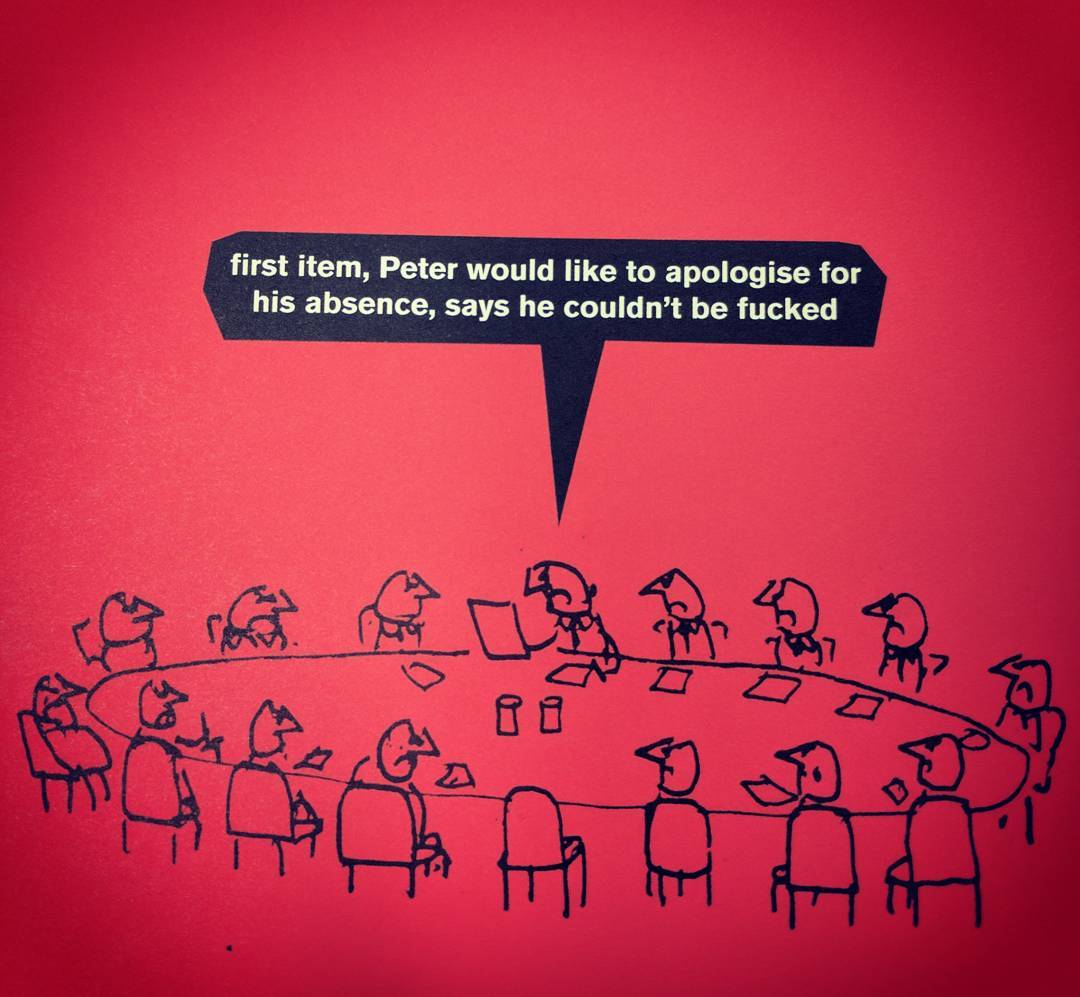 first item, Peter would like to apologise for
his absence, says he couldn't be fucked